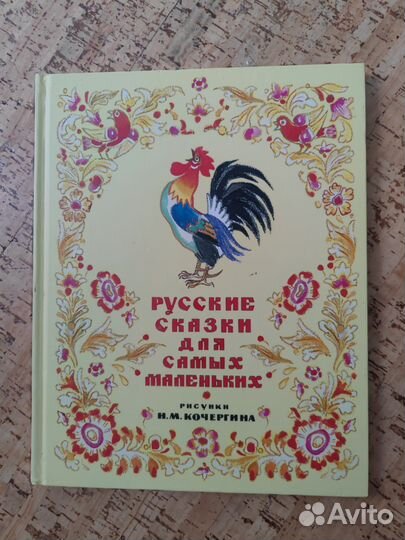 РУССКИЕ
СКАЗКИ
ДЛЯ
САМЫХ
МАЛЕНЬКИХ
РИСУНКИ
Н.М.КОЧЕРГИНА
Avito